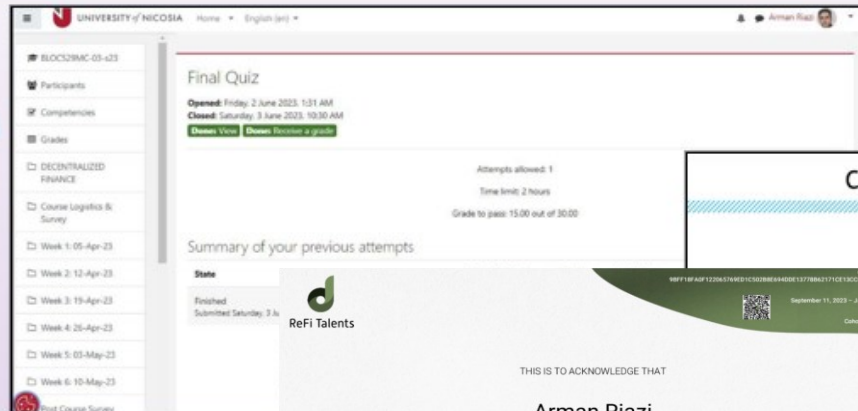 UNIVERSITY of NICOSIA Home English (en) Arman Riazi
BLOC529MC-03-s23
Participants
Competencies
Grades
DECENTRALIZED
FINANCE
Course Logistics &
Survey
Week 1: 05-Apr-23
Week 2: 12-Apr-23
Week 3: 19-Apr-23
Week 4: 26-Apr-23
Week 5: 03-May-23
Week 6: 10-May-23
Post Course Survey
Final Quiz
Opened: Friday, 2 June 2023, 1:31 AM
Closed: Saturday, 3 June 2023, 10:30 AM
Done: View Done: Receive a grade
Attempts allowed: 1
Time limit: 2 hours
Grade to pass: 15.00 out of 30.00
Summary of your previous attempts
State
Finished
Submitted Saturday, 3
C
ReFi Talents
September 11, 2023 – J
THIS IS TO ACKNOWLEDGE THAT
Arman Riazi